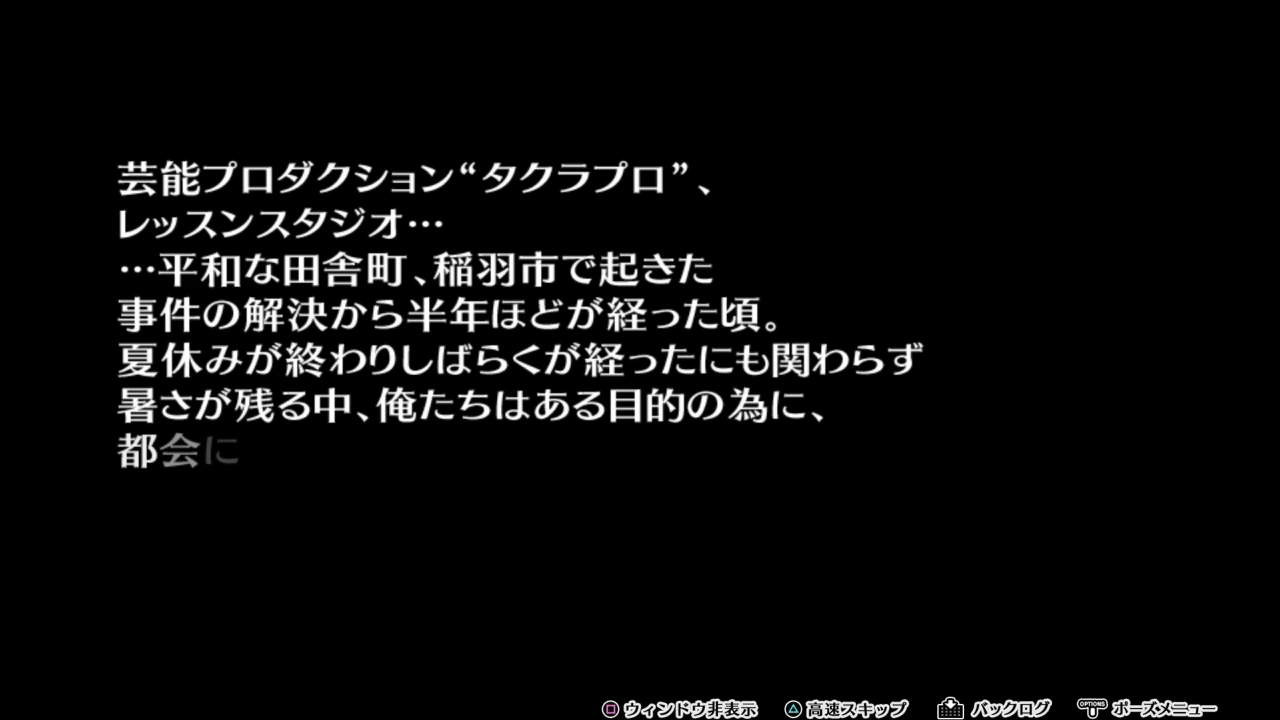 芸能プロダクション“タクラプロ”、
レッスンスタジオ…
…平和な田舎町、稲羽市で起きた
事件の解決から半年ほどが経った頃。
夏休みが終わりしばらくが経ったにも関わらず
暑さが残る中、俺たちはある目的の為に、
都会に
ウィンドウ非表示 高速スキップ バックログ OPTIONS ポーズメニュー